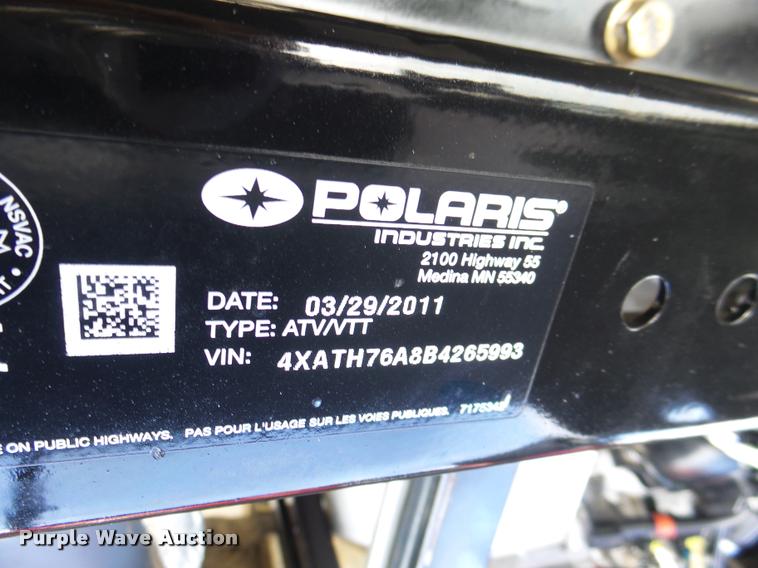 POLARIS®
INDUSTRIES INC.
2100 Highway 55
Medina MN 55340
NSVAC
DATE: 03/29/2011
TYPE: ATV/VTT
VIN: 4XATH76A8B4265993
E ON PUBLIC HIGHWAYS. PAS POUR L'USAGE SUR LES VOIES PUBLIQUES.
Purple Wave Auction